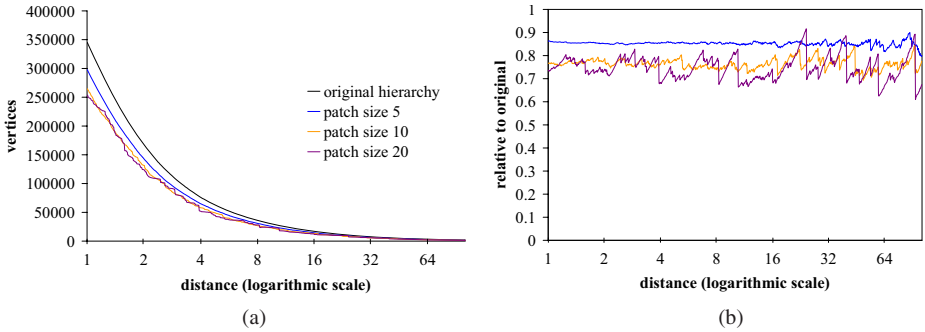 400000
350000
300000
250000
200000
150000
100000
50000
0
vertices
original hierarchy
patch size 5
patch size 10
patch size 20
1 2 4 8 16 32 64
distance (logarithmic scale)
(a)
1
0.9
0.8
0.7
0.6
0.5
0.4
0.3
0.2
0.1
0
relative to original
1 2 4 8 16 32 64
distance (logarithmic scale)
(b)